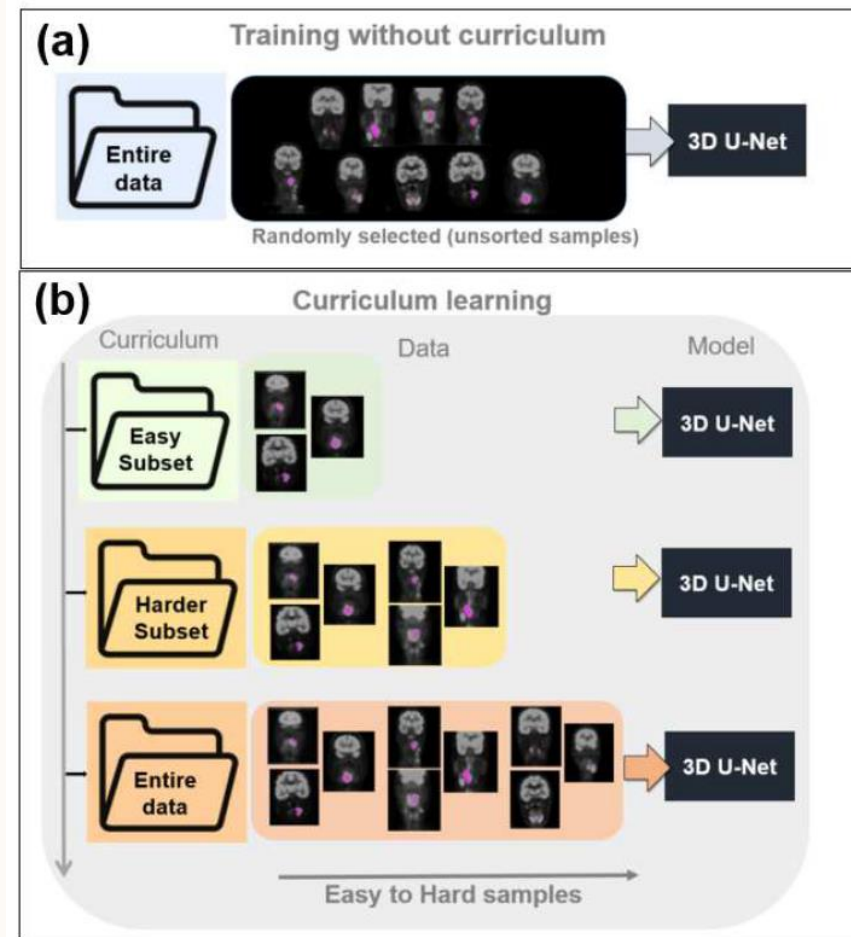 (a)
Training without curriculum
Entire
data
3D U-Net
Randomly selected (unsorted samples)
(b)
Curriculum learning
Curriculum
Data
Model
Easy
Subset
3D U-Net
Harder
Subset
3D U-Net
Entire
data
3D U-Net
Easy to Hard samples